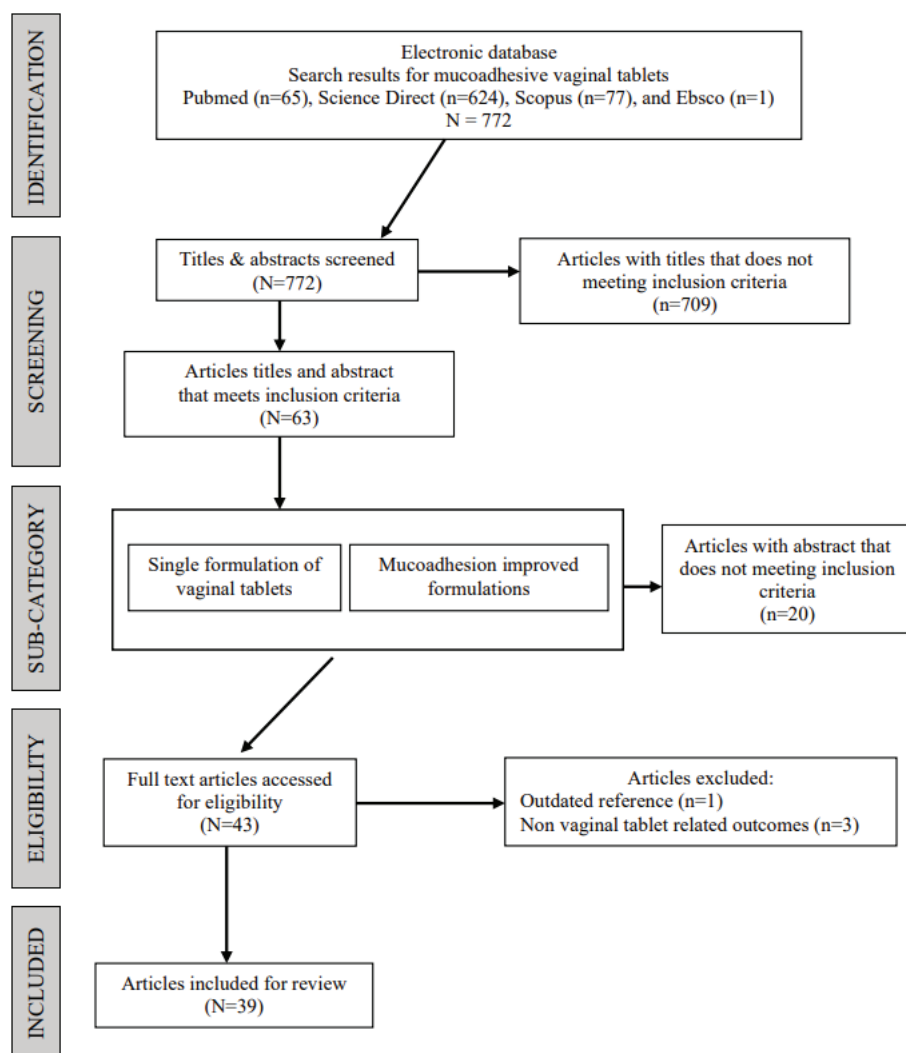 IDENTIFICATION
Electronic database
Search results for mucoadhesive vaginal tablets
Pubmed (n=65), Science Direct (n=624), Scopus (n=77), and Ebsco (n=1)
N = 772
SCREENING
Titles & abstracts screened
(N=772)
Articles with titles that does not
meeting inclusion criteria
(n=709)
Articles titles and abstract
that meets inclusion criteria
(N=63)
SUB-CATEGORY
Single formulation of
vaginal tablets
Mucoadhesion improved
formulations
Articles with abstract that
does not meeting inclusion
criteria
(n=20)
ELIGIBILITY
Full text articles accessed
for eligibility
(N=43)
Articles excluded:
Outdated reference (n=1)
Non vaginal tablet related outcomes (n=3)
INCLUDED
Articles included for review
(N=39)